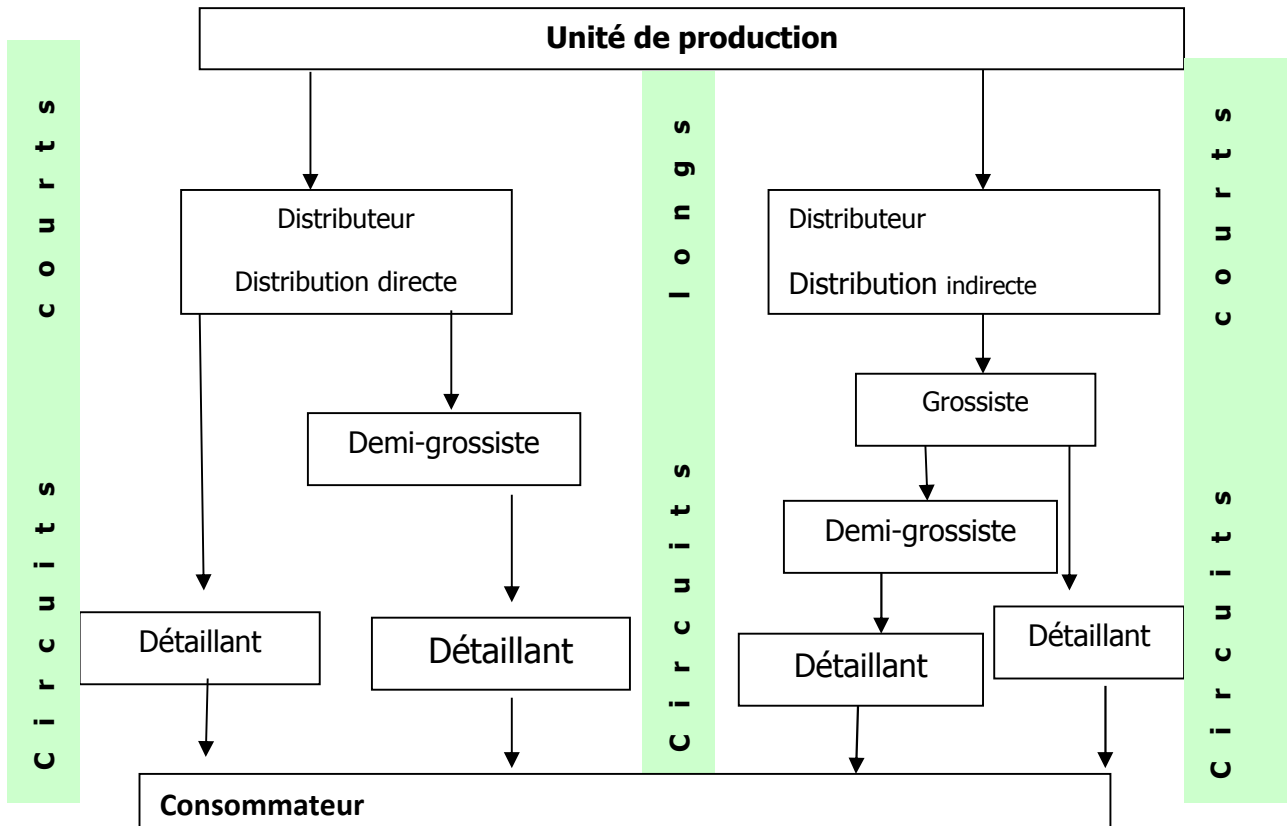 Unité de production
Circuits courts
Circuits longs
Circuits courts
Distributeur
Distribution directe
Distributeur
Distribution indirecte
Grossiste
Demi-grossiste
Demi-grossiste
Détaillant
Détaillant
Détaillant
Détaillant
Consommateur